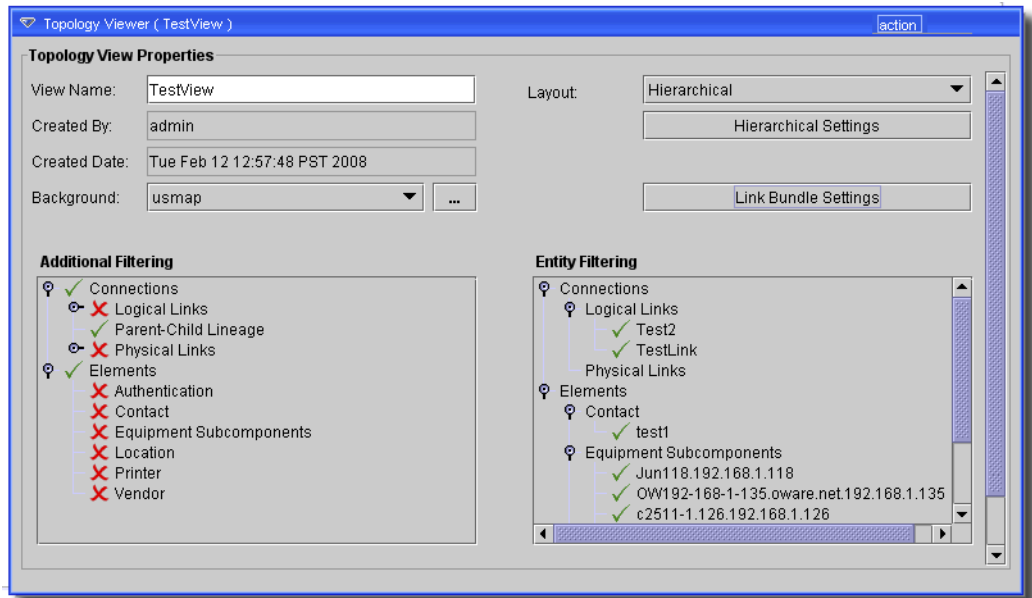 Topology Viewer ( TestView )
action
Topology View Properties
View Name:
TestView
Layout:
Hierarchical
Created By:
admin
Hierarchical Settings
Created Date:
Tue Feb 12 12:57:48 PST 2008
Background:
usmap
...
Link Bundle Settings
Additional Filtering
Connections
Logical Links
Parent-Child Lineage
Physical Links
Elements
Authentication
Contact
Equipment Subcomponents
Location
Printer
Vendor
Entity Filtering
Connections
Logical Links
Test2
TestLink
Physical Links
Elements
Contact
test1
Equipment Subcomponents
Jun118.192.168.1.118
OW192-168-1-135.oware.net.192.168.1.135
c2511-1.126.192.168.1.126